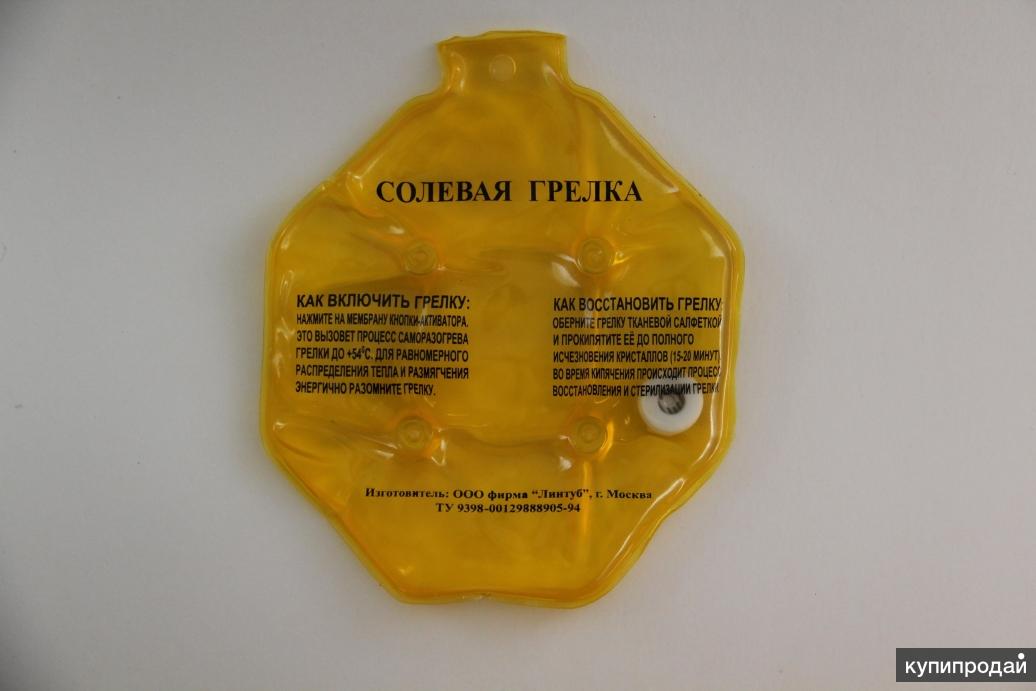 СОЛЕВАЯ ГРЕЛКА
КАК ВКЛЮЧИТЬ ГРЕЛКУ:
НАЖМИТЕ НА МЕМБРАНУ КНОПКИ-АКТИВАТОРА.
ЭТО ВЫЗОВЕТ ПРОЦЕСС САМОРАЗОГРЕВА
ГРЕЛКИ ДО +54°С. ДЛЯ РАВНОМЕРНОГО
РАСПРЕДЕЛЕНИЯ ТЕПЛА И РАЗМЯГЧЕНИЯ
ЭНЕРГИЧНО РАЗОМНИТЕ ГРЕЛКУ.
КАК ВОССТАНОВИТЬ ГРЕЛКУ
ОБЕРНИТЕ ГРЕЛКУ ТКАНЕВОЙ САЛФЕТКОЙ
И ПРОКИПЯТИТЕ ЕЁ ДО ПОЛНОГО
ИСЧЕЗНОВЕНИЯ КРИСТАЛЛОВ (15-20 МИНУТ)
ВО ВРЕМЯ КИПЯЧЕНИЯ ПРОИСХОДИТ ПРОЦЕСС
ВОССТАНОВЛЕНИЯ И СТЕРИЛИЗАЦИИ ГРЕЛКИ.
Изготовитель: ООО фирма "Линтуб", г. Москва
ТУ 9398-00129888905-94
купипродай